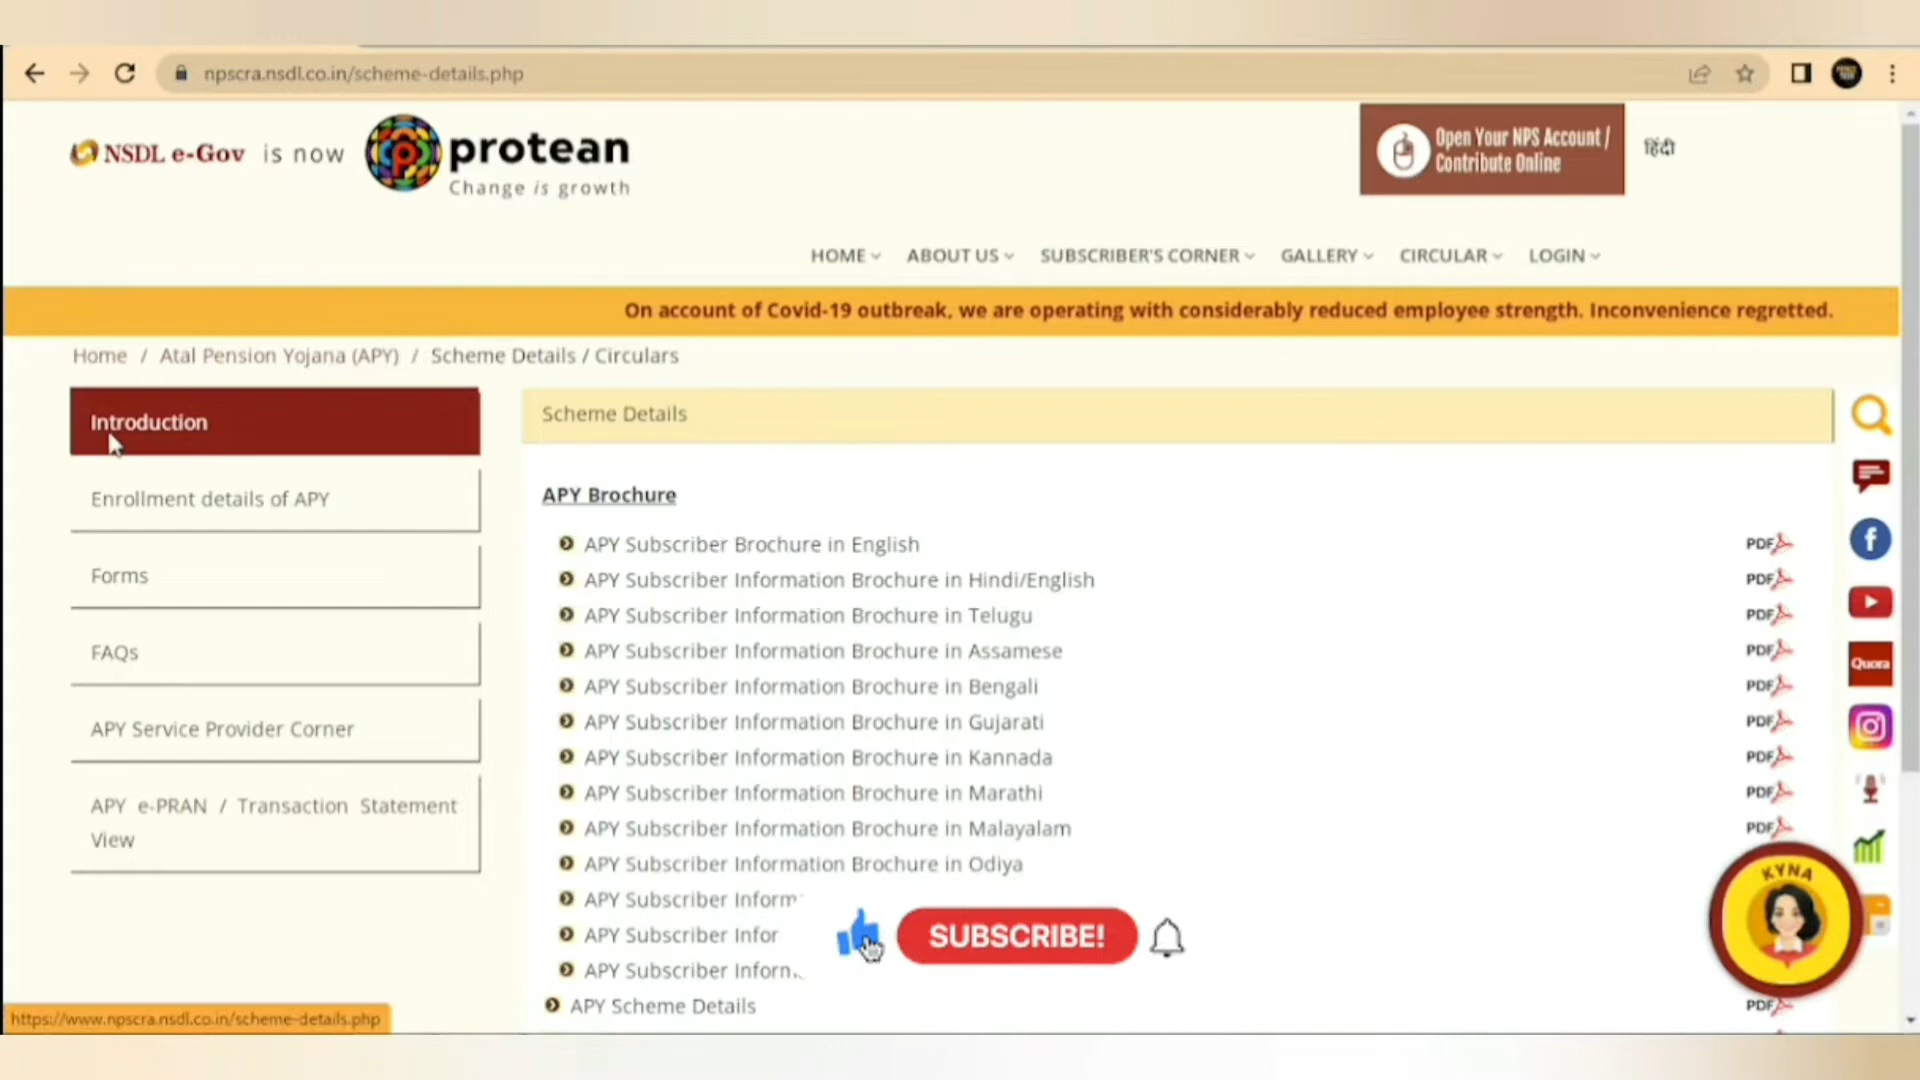 npscra.nsdl.co.in/scheme-details.php
NSDL e-Gov is now protean
Change is growth
Open Your NPS Account /
Contribute Online
हिंदी
HOME ABOUT US SUBSCRIBER'S CORNER GALLERY CIRCULAR LOGIN
On account of Covid-19 outbreak, we are operating with considerably reduced employee strength. Inconvenience regretted.
Home / Atal Pension Yojana (APY) / Scheme Details / Circulars
Introduction
Enrollment details of APY
Forms
FAQs
APY Service Provider Corner
APY e-PRAN / Transaction Statement
View
Scheme Details
APY Brochure
APY Subscriber Brochure in English PDF
APY Subscriber Information Brochure in Hindi/English PDF
APY Subscriber Information Brochure in Telugu PDF
APY Subscriber Information Brochure in Assamese PDF
APY Subscriber Information Brochure in Bengali PDF
APY Subscriber Information Brochure in Gujarati PDF
APY Subscriber Information Brochure in Kannada PDF
APY Subscriber Information Brochure in Marathi PDF
APY Subscriber Information Brochure in Malayalam PDF
APY Subscriber Information Brochure in Odiya
APY Subscriber Inform
APY Subscriber Infor
APY Subscriber Inform
APY Scheme Details PDF
SUBSCRIBE!
Quora
KYNA
https://www.npscra.nsdl.co.in/scheme-details.php